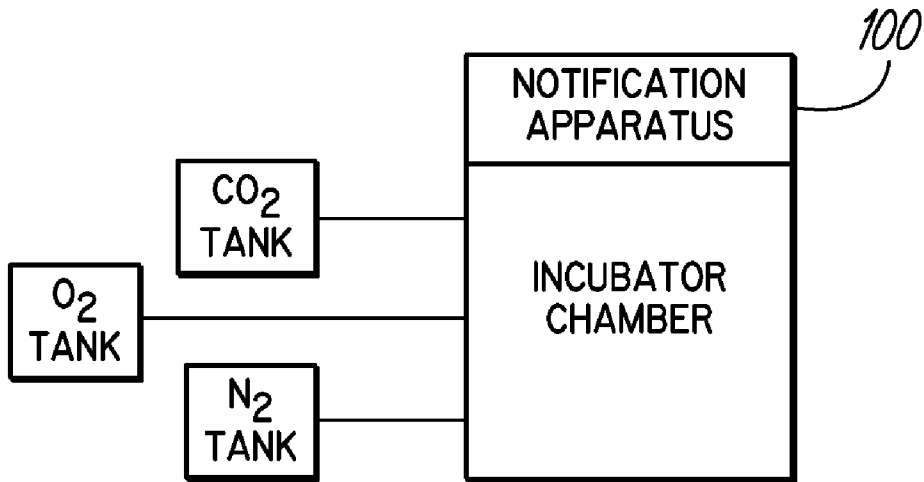 100
NOTIFICATION
APPARATUS
CO₂
TANK
O₂
TANK
N₂
TANK
INCUBATOR
CHAMBER